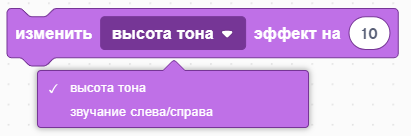 изменить высота тона эффект на 10
✓ высота тона
звучание слева/справа